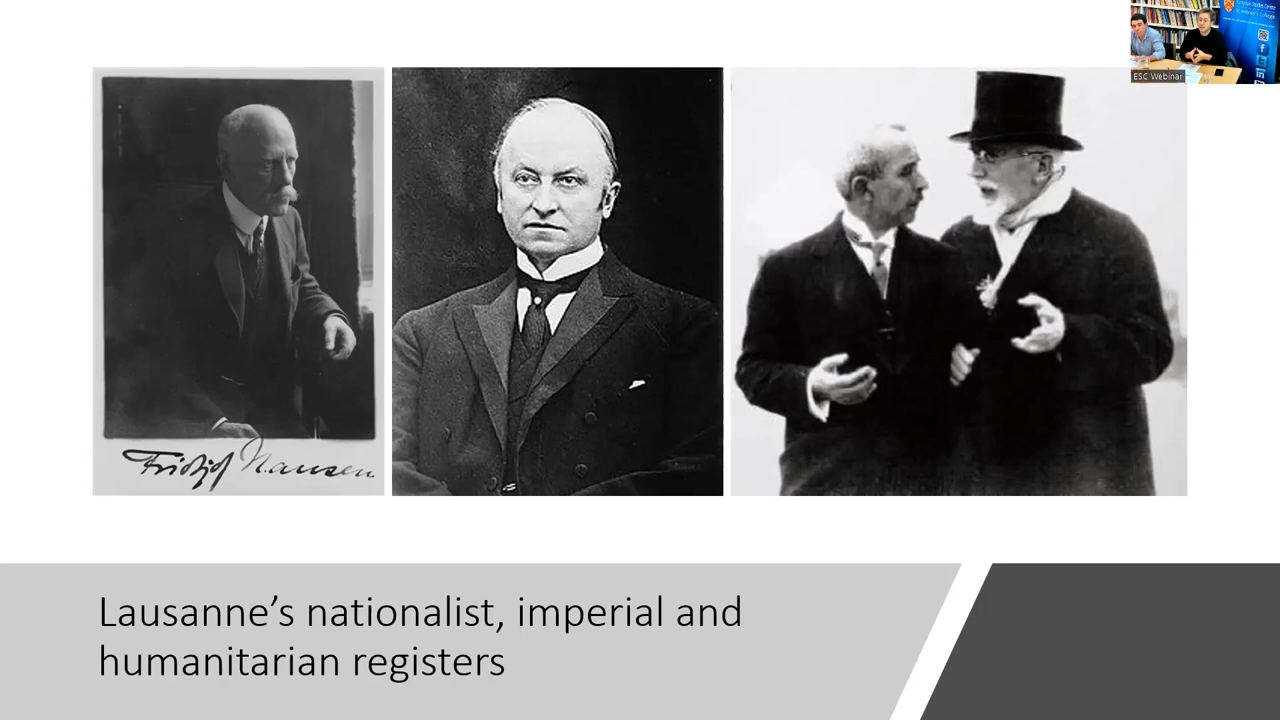 ESC Webinar
Fridtjof Nansen
Lausanne’s nationalist, imperial and
humanitarian registers